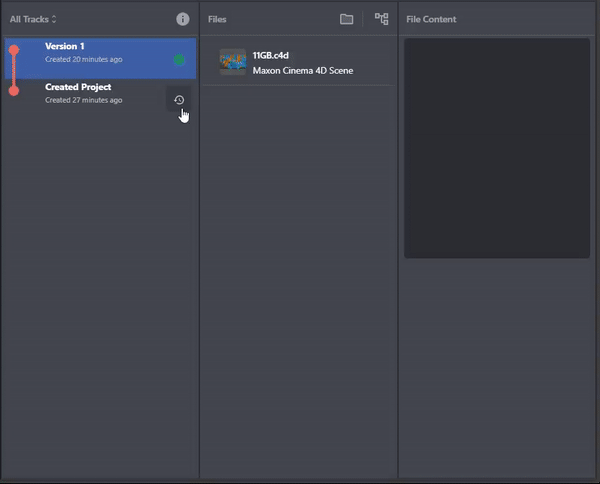 All Tracks
Files
File Content
Version 1
Created 20 minutes ago
Created Project
Created 27 minutes ago
11GB.c4d
Maxon Cinema 4D Scene